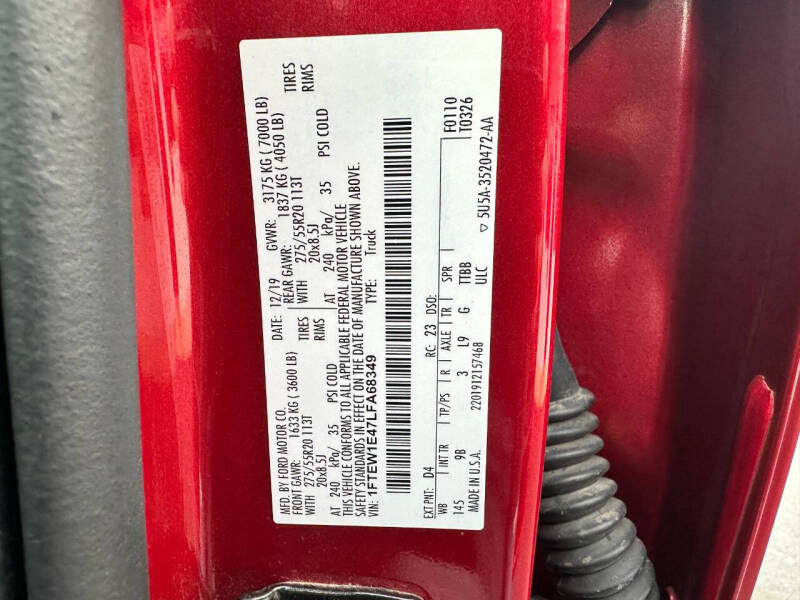 MFD. BY FORD MOTOR CO.
DATE: 12/19 GVWR: 3175 KG ( 7000 LB)
FRONT GAWR: 1633 KG ( 3600 LB) REAR GAWR: 1837 KG ( 4050 LB)
WITH 275/55R20 113T TIRES WITH 275/55R20 113T TIRES
20x8.5J RIMS 20x8.5J RIMS
AT 240 kPa/ 35 PSI COLD AT 240 kPa/ 35 PSI COLD
THIS VEHICLE CONFORMS TO ALL APPLICABLE FEDERAL MOTOR VEHICLE
SAFETY STANDARDS IN EFFECT ON THE DATE OF MANUFACTURE SHOWN ABOVE.
VIN: 1FTEW1E47LFA68349 TYPE: Truck
F0110
EXT PNT: D4 RC: 23 DSO: T0326
WB INT TR TP/PS R AXLE TR SPR
145 9B 3 L9 G TTBB
MADE IN U.S.A. 2201912157468 ULC
▽ 5U5A-3520472-AA